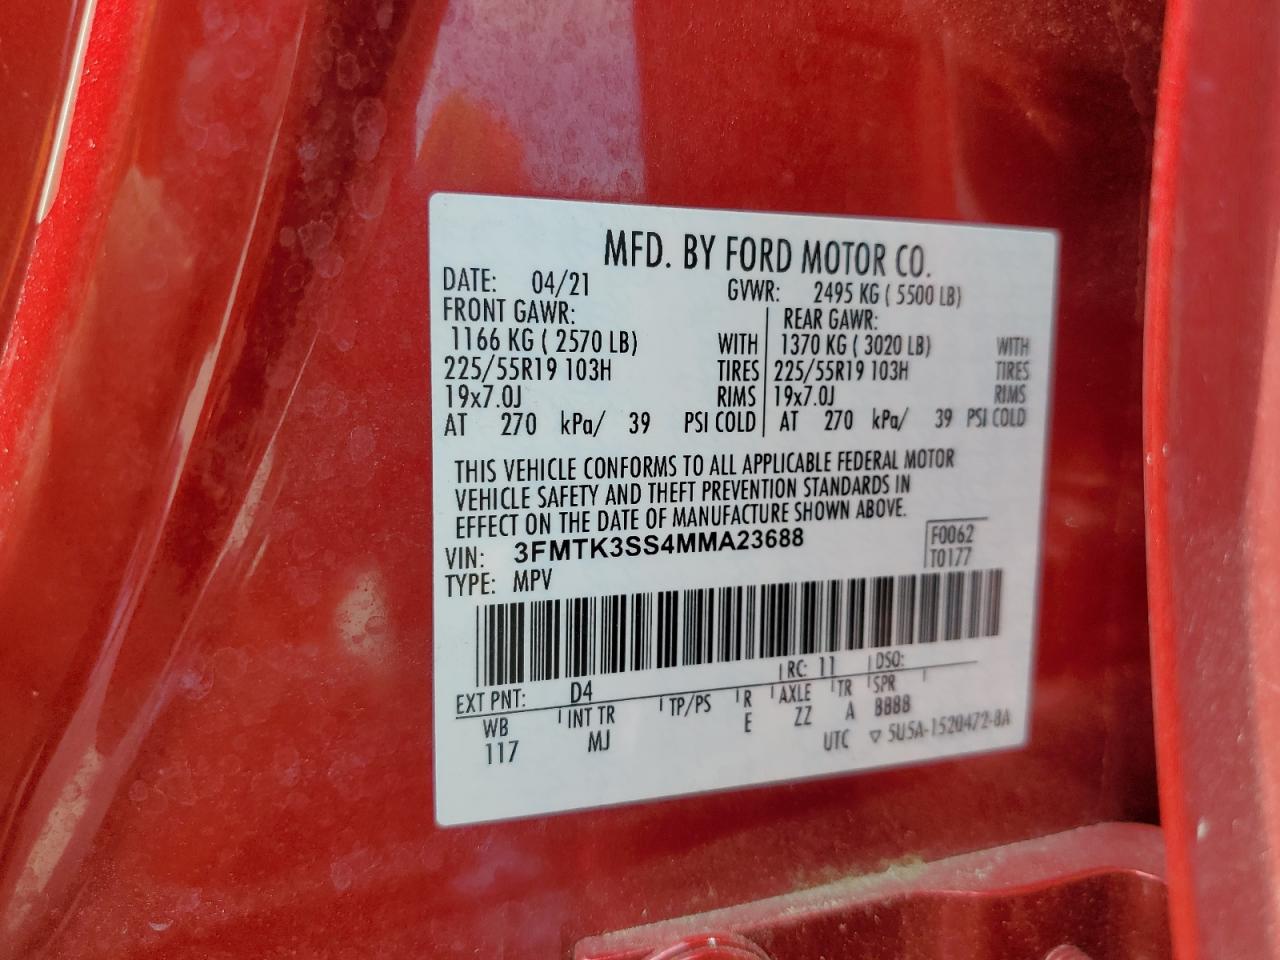 MFD. BY FORD MOTOR CO.
DATE: 04/21 GVWR: 2495 KG ( 5500 LB)
FRONT GAWR: REAR GAWR:
1166 KG ( 2570 LB) WITH 1370 KG ( 3020 LB) WITH
225/55R19 103H TIRES 225/55R19 103H TIRES
19x7.0J RIMS 19x7.0J RIMS
AT 270 kPa/ 39 PSI COLD AT 270 kPa/ 39 PSI COLD
THIS VEHICLE CONFORMS TO ALL APPLICABLE FEDERAL MOTOR
VEHICLE SAFETY AND THEFT PREVENTION STANDARDS IN
EFFECT ON THE DATE OF MANUFACTURE SHOWN ABOVE.
VIN: 3FMTK3SS4MMA23688 F0062
TYPE: MPV T0177
EXT PNT: D4 RC: 11 DSO:
WB INT TR TP/PS R AXLE TR SPR
117 MJ E ZZ A 8888
UTC ▽ 5U5A-1520472-8A